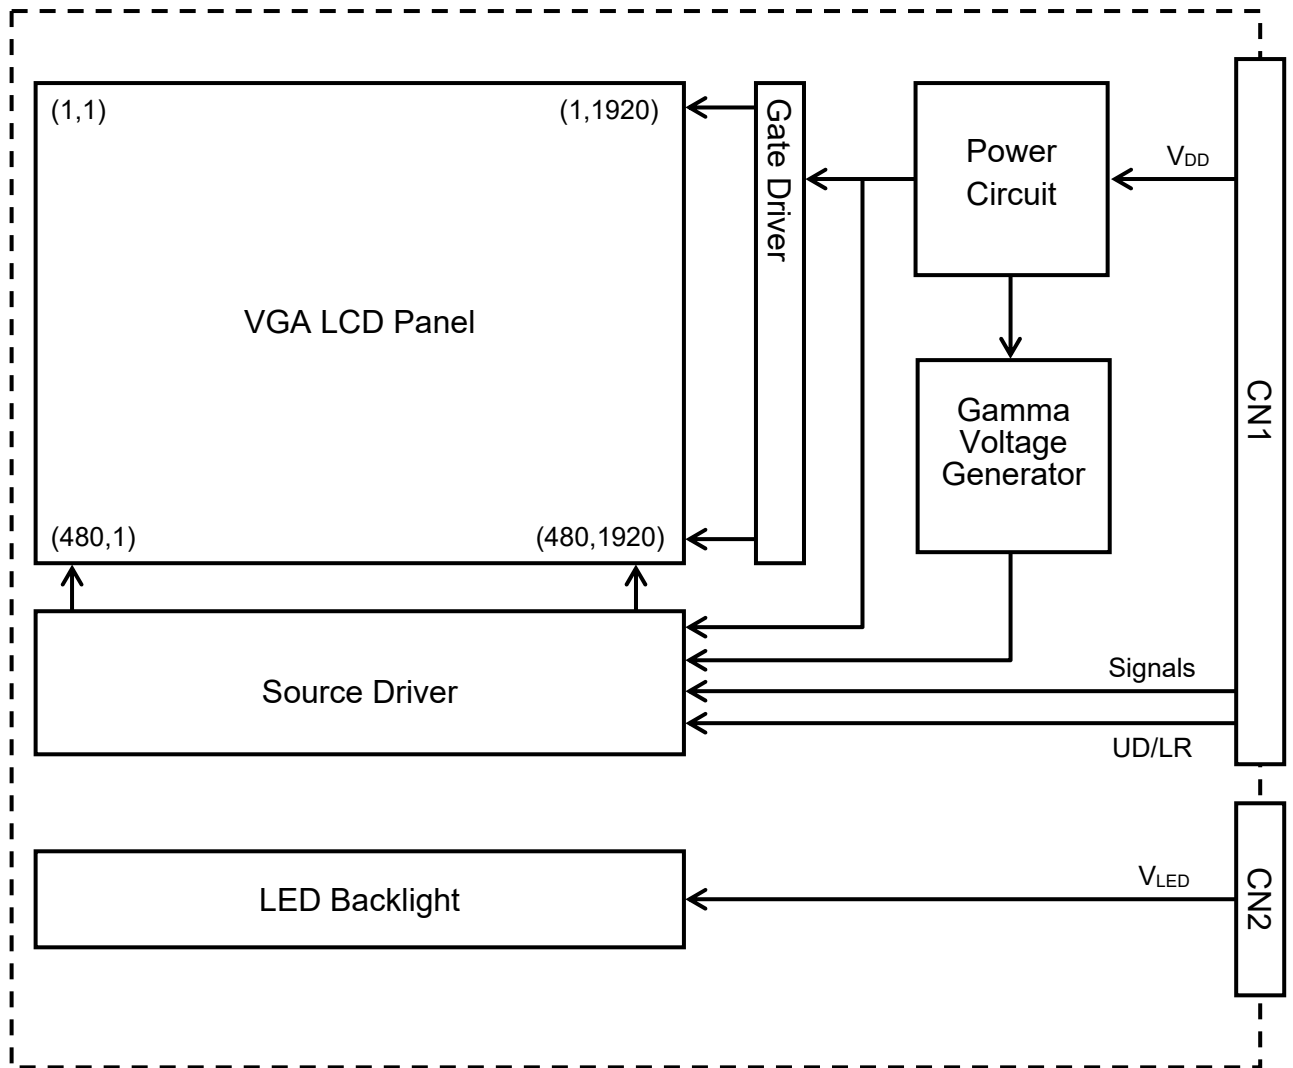 (1,1)
(1,1920)
Gate Driver
Power
Circuit
VDD
VGA LCD Panel
Gamma
Voltage
Generator
CN1
(480,1)
(480,1920)
Signals
Source Driver
UD/LR
LED Backlight
VLED
CN2